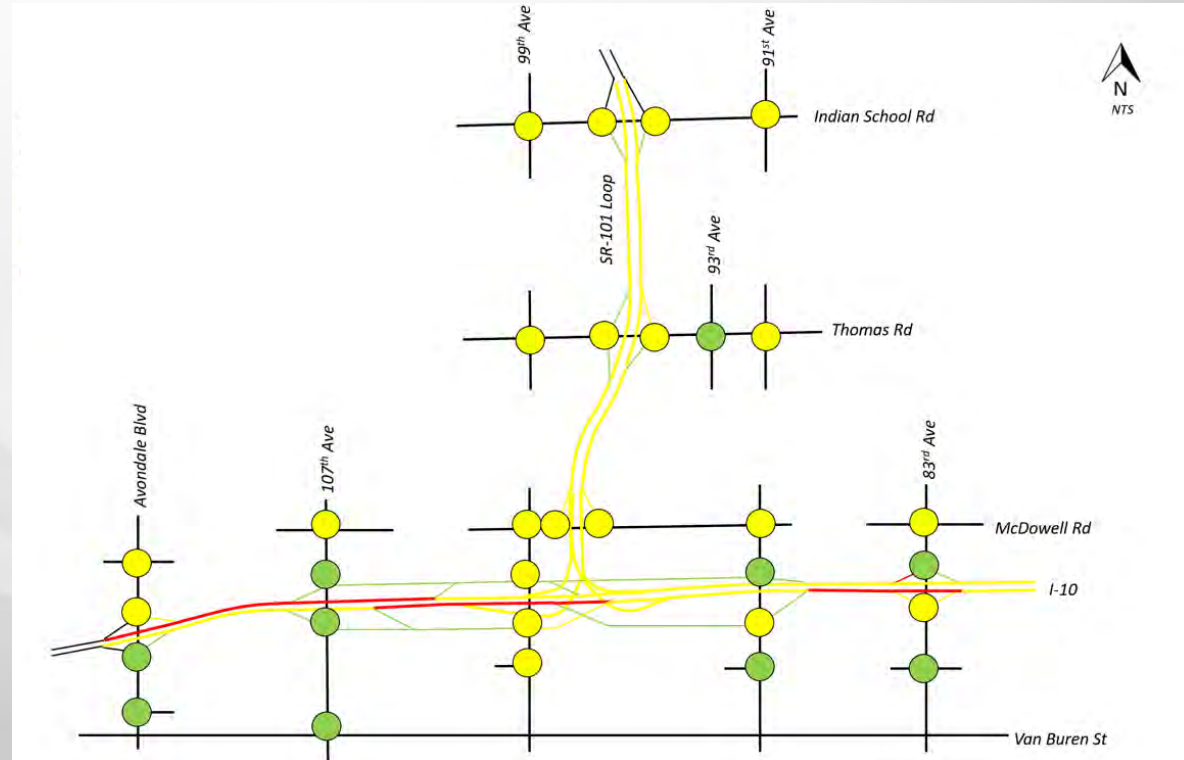 99th Ave
91st Ave
N
NTS
Indian School Rd
SR-101 Loop
93rd Ave
Thomas Rd
Avondale Blvd
107th Ave
83rd Ave
McDowell Rd
I-10
Van Buren St